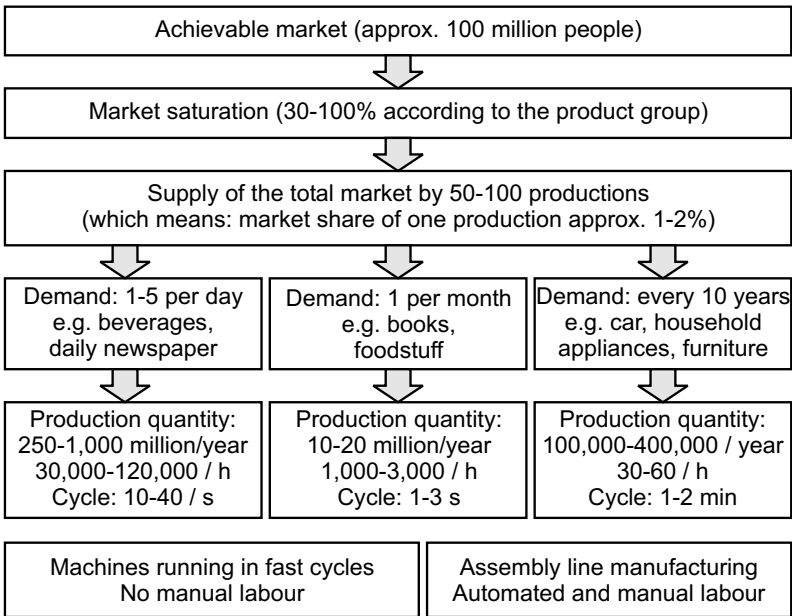 Achievable market (approx. 100 million people)
Market saturation (30-100% according to the product group)
Supply of the total market by 50-100 productions
(which means: market share of one production approx. 1-2%)
Demand: 1-5 per day
e.g. beverages,
daily newspaper
Demand: 1 per month
e.g. books,
foodstuff
Demand: every 10 years
e.g. car, household
appliances, furniture
Production quantity:
250-1,000 million/year
30,000-120,000 / h
Cycle: 10-40 / s
Production quantity:
10-20 million/year
1,000-3,000 / h
Cycle: 1-3 s
Production quantity:
100,000-400,000 / year
30-60 / h
Cycle: 1-2 min
Machines running in fast cycles
No manual labour
Assembly line manufacturing
Automated and manual labour